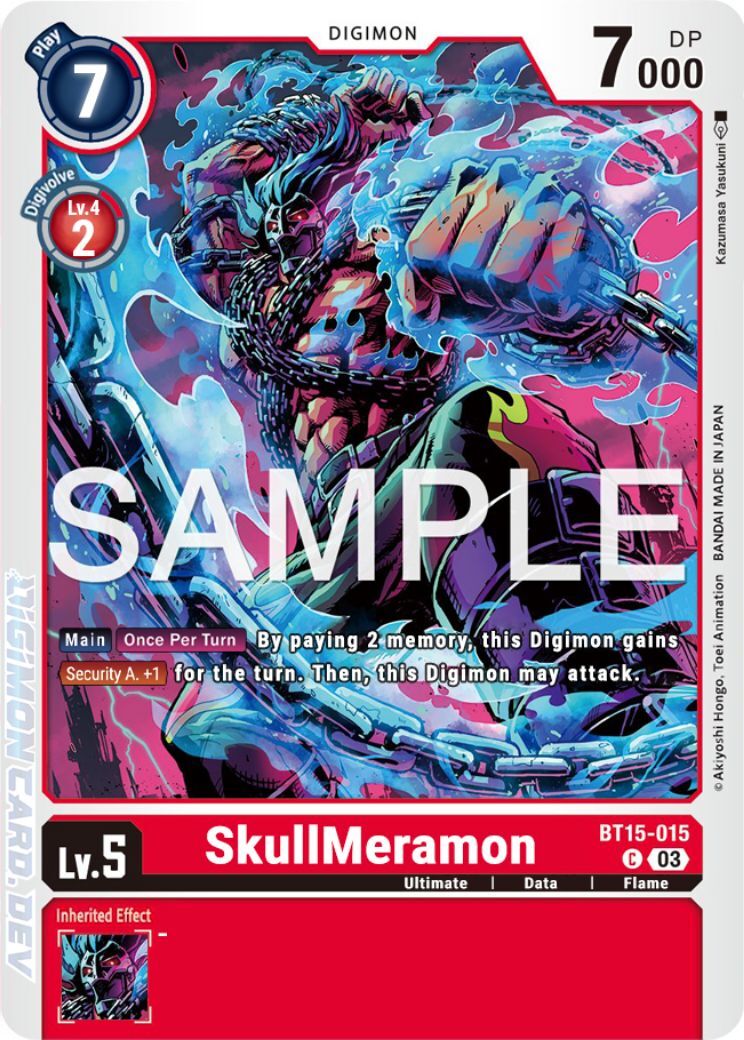 DIGIMON
Play
7
DP
7000
Digivolve
Lv.4
2
Kazumasa Yasukuni
SAMPLE
Main Once Per Turn By paying 2 memory, this Digimon gains
Security A. +1 for the turn. Then, this Digimon may attack.
© Akiyoshi Hongo, Toei Animation BANDAI MADE IN JAPAN
DIGIMONCARD.DEV
Lv.5
SkullMeramon
BT15-015
C 03
Ultimate | Data | Flame
Inherited Effect
-